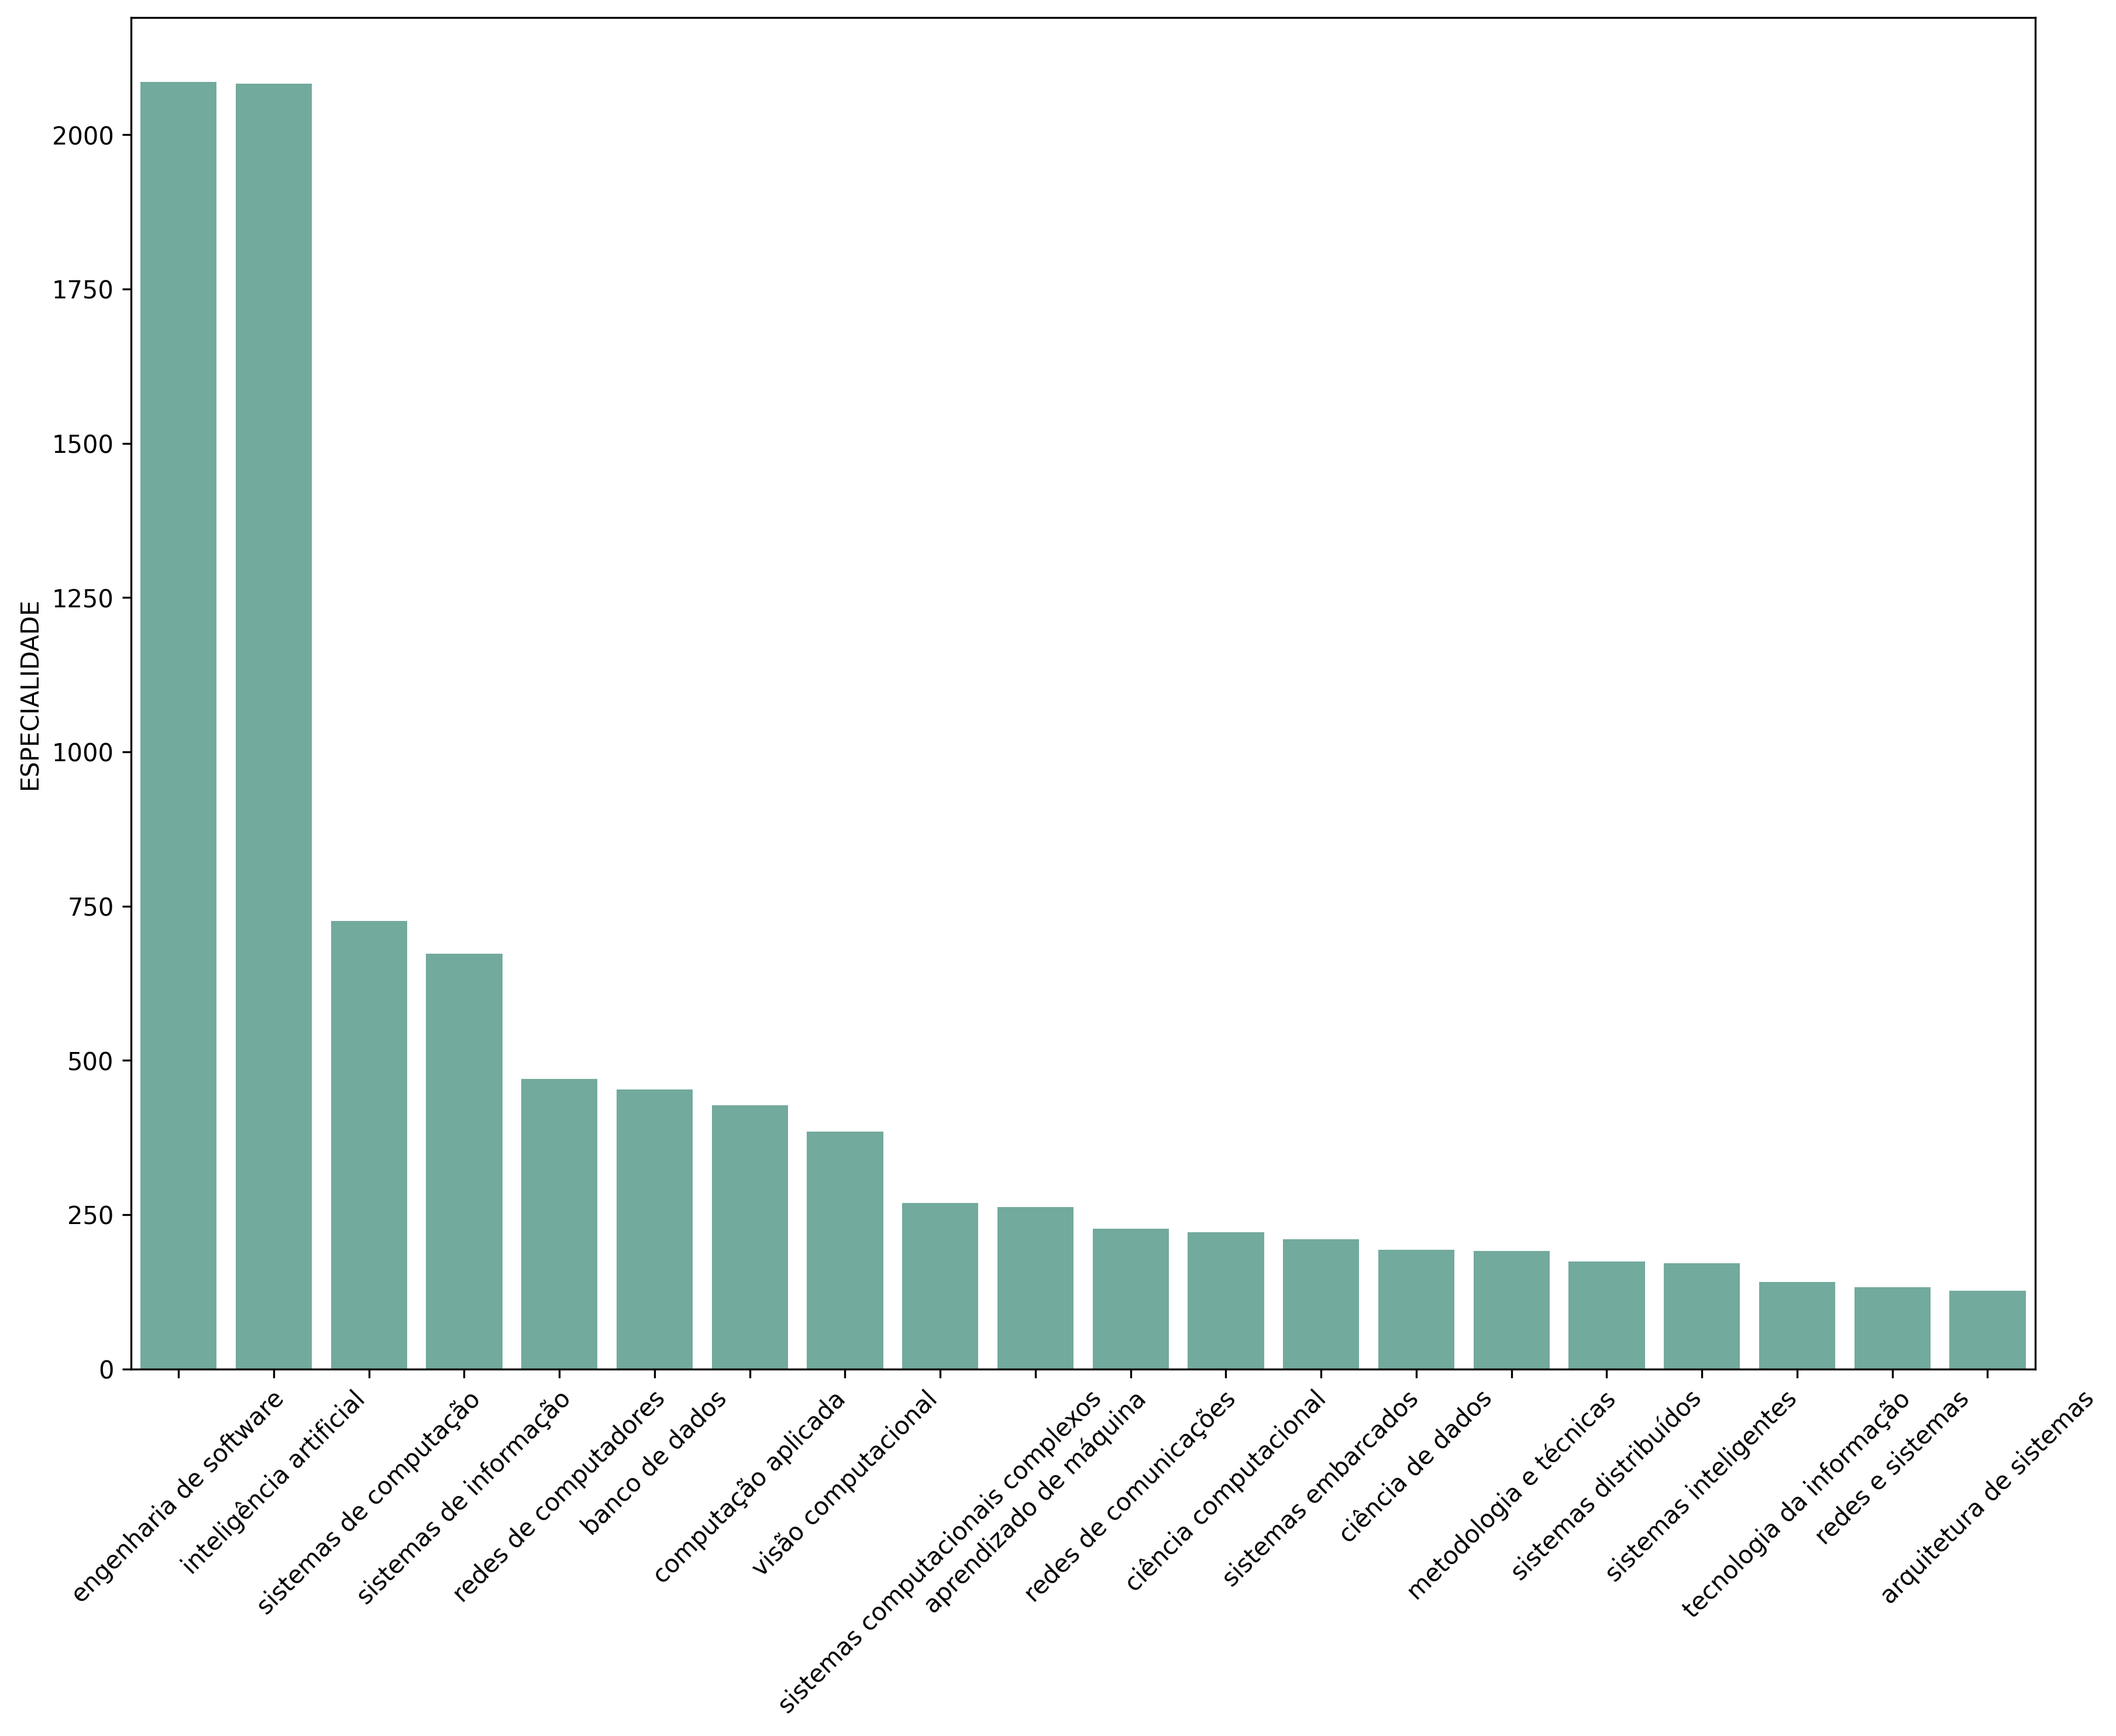 ESPECIALIDADE
2000
1750
1500
1250
1000
750
500
250
0
engenharia de software
inteligência artificial
sistemas de computação
sistemas de informação
redes de computadores
banco de dados
computação aplicada
visão computacional
sistemas computacionais complexos
aprendizado de máquina
redes de comunicações
ciência computacional
sistemas embarcados
ciência de dados
metodologia e técnicas
sistemas distribuídos
sistemas inteligentes
tecnologia da informação
redes e sistemas
arquitetura de sistemas